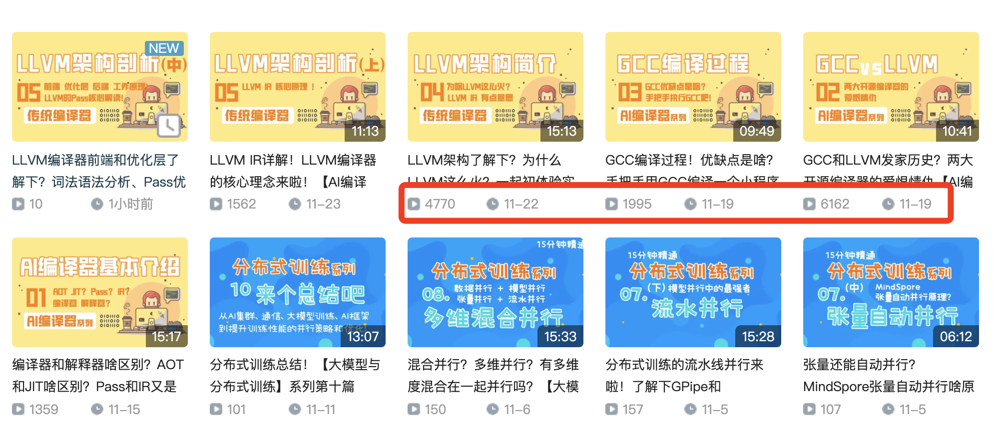 NEW
LLVM架构剖析(中)
05 前端 优化层 后端 工作原理!
LLVM的Pass核心解读!
传统编译器
LLVM编译器前端和优化层了
解下？词法语法分析、Pass优
10 1小时前
LLVM架构剖析(上)
05 LLVM IR 核心原理！
传统编译器
11:13
LLVM IR详解！LLVM编译器
的核心理念来啦！【AI编译
1562 11-23
LLVM架构简介
04 为啥LLVM这么火?
LLVM IR 有点意思
传统编译器
15:13
LLVM架构了解下？为什么
LLVM这么火？一起初体验实
4770 11-22
GCC编译过程
03 GCC优缺点是啥?
手把手执行GCC吧!
AI编译器系列
09:49
GCC编译过程！优缺点是啥？
手把手用GCC编译一个小程序
1995 11-19
GCC vs LLVM
02 两大开源编译器的
爱恨情仇
AI编译器系列
10:41
GCC和LLVM发家历史？两大
开源编译器的爱恨情仇【AI编
6162 11-19
AI编译器基本介绍
01 AOT JIT? Pass? IR?
编译器 解释器?
AI编译器系列
15:17
编译器和解释器啥区别？AOT
和JIT啥区别？Pass和IR又是
1359 11-15
分布式训练系列
10 来个总结吧
从AI集群、通信、大模型训练、AI框架
到提升训练性能的并行策略和优化!
13:07
分布式训练总结！【大模型与
分布式训练】系列第十篇
101 11-11
15分钟精通
分布式训练系列
08. 数据并行 + 模型并行
张量并行 + 流水并行
多维混合并行
15:33
混合并行？多维并行？有多维
度混合在一起并行吗？【大模
150 11-6
15分钟精通
分布式训练系列
07. (下) 模型并行中的最强者
流水并行
15:28
分布式训练的流水线并行来
啦！了解下GPipe和
157 11-5
15分钟精通
分布式训练系列
07. (中) MindSpore
张量自动并行原理?
张量自动并行
06:12
张量还能自动并行？
MindSpore张量自动并行啥原
107 11-5